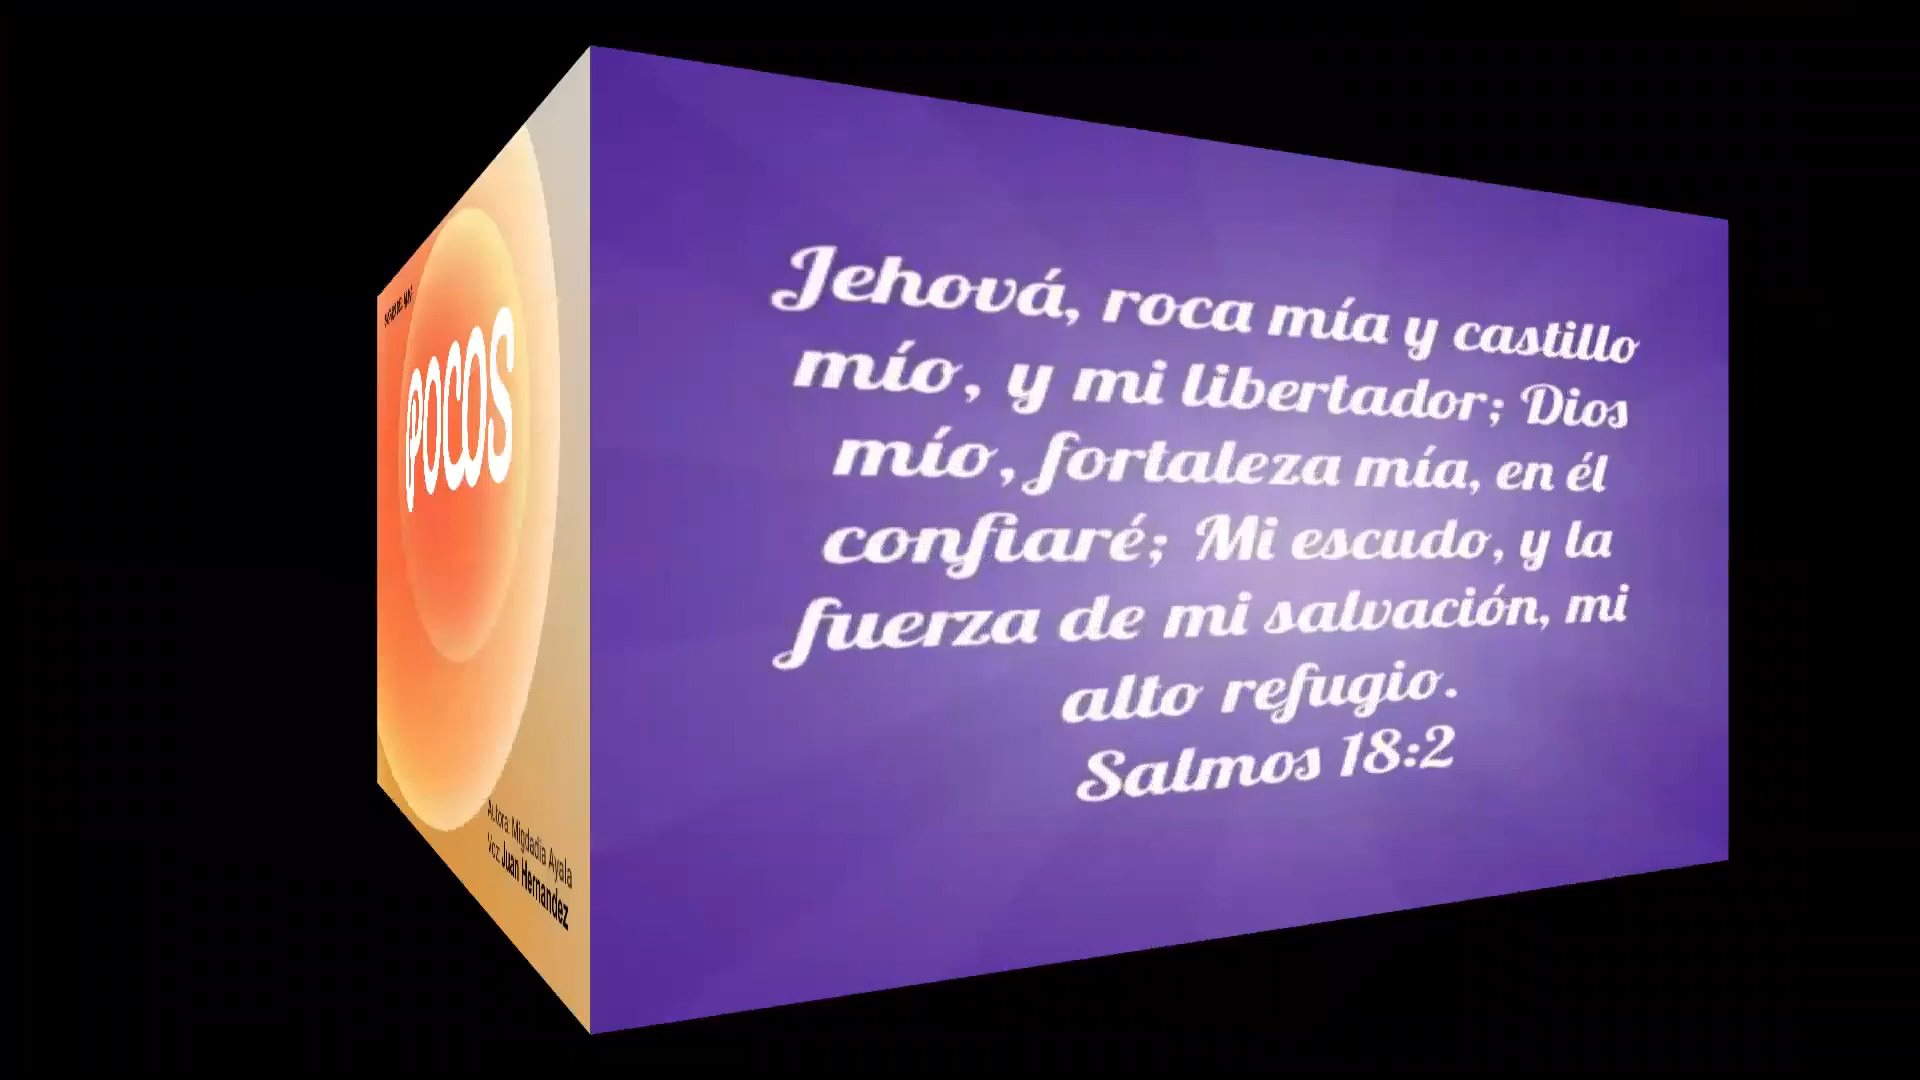 POCOS
Autora: Migdadia Ayala
Voz: Juan Hernandez
Jehová, roca mía y castillo
mío, y mi libertador; Dios
mío, fortaleza mía, en él
confiaré; Mi escudo, y la
fuerza de mi salvación, mi
alto refugio.
Salmos 18:2